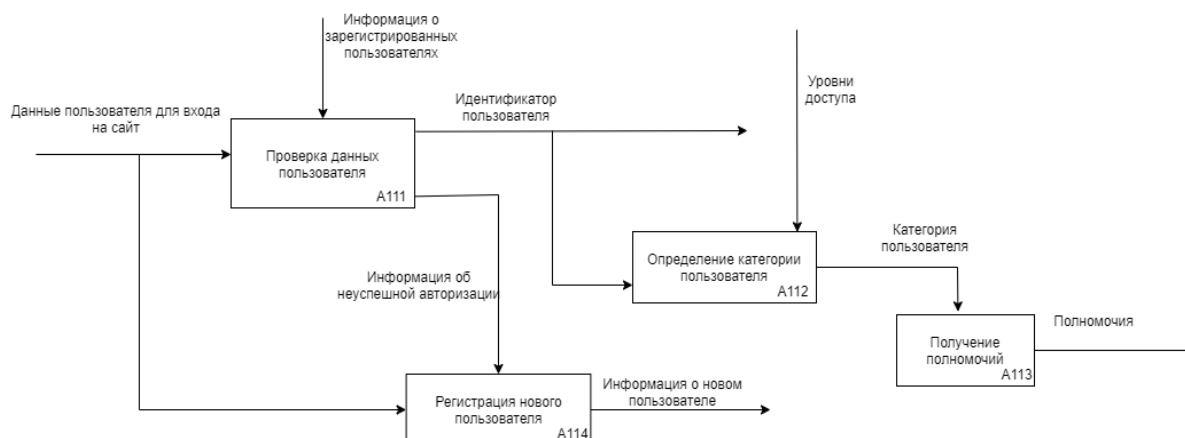 Информация о
зарегистрированных
пользователях
Данные пользователя для входа
на сайт
Идентификатор
пользователя
Уровни
доступа
Проверка данных
пользователя
A111
Категория
пользователя
Определение категории
пользователя
A112
Информация об
неуспешной авторизации
Полномочия
Получение
полномочий
A113
Информация о новом
пользователе
Регистрация нового
пользователя
A114